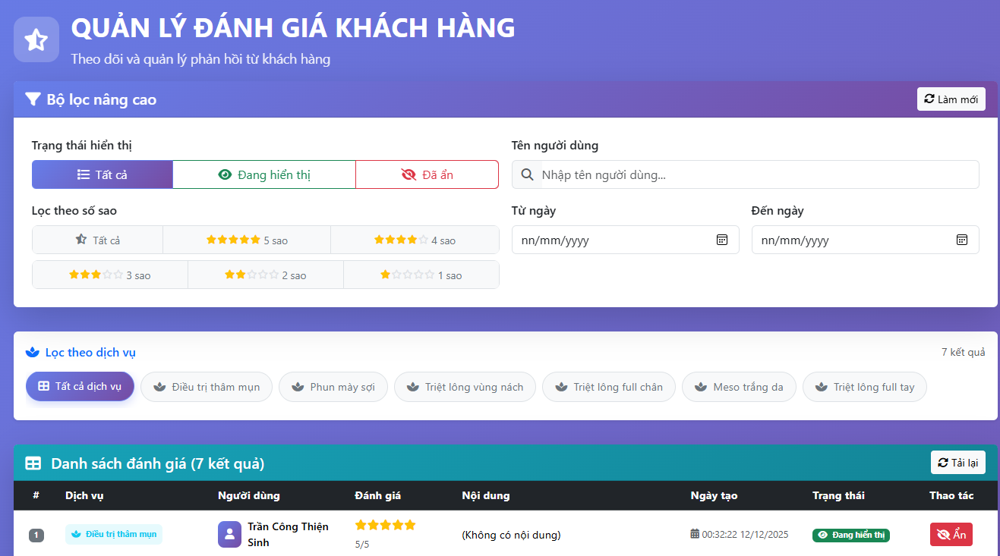 QUẢN LÝ ĐÁNH GIÁ KHÁCH HÀNG
Theo dõi và quản lý phản hồi từ khách hàng
Bộ lọc nâng cao
Làm mới
Trạng thái hiển thị
Tất cả
Đang hiển thị
Đã ẩn
Tên người dùng
Nhập tên người dùng...
Lọc theo số sao
Tất cả
5 sao
4 sao
3 sao
2 sao
1 sao
Từ ngày
nn/mm/yyyy
Đến ngày
nn/mm/yyyy
Lọc theo dịch vụ
7 kết quả
Tất cả dịch vụ
Điều trị thâm mụn
Phun mày sợi
Triệt lông vùng nách
Triệt lông full chân
Meso trắng da
Triệt lông full tay
Danh sách đánh giá (7 kết quả)
Tải lại
# Dịch vụ Người dùng Đánh giá Nội dung Ngày tạo Trạng thái Thao tác
1
Điều trị thâm mụn
Trần Công Thiện
Sinh
5/5
(Không có nội dung)
00:32:22 12/12/2025
Đang hiển thị
Ẩn